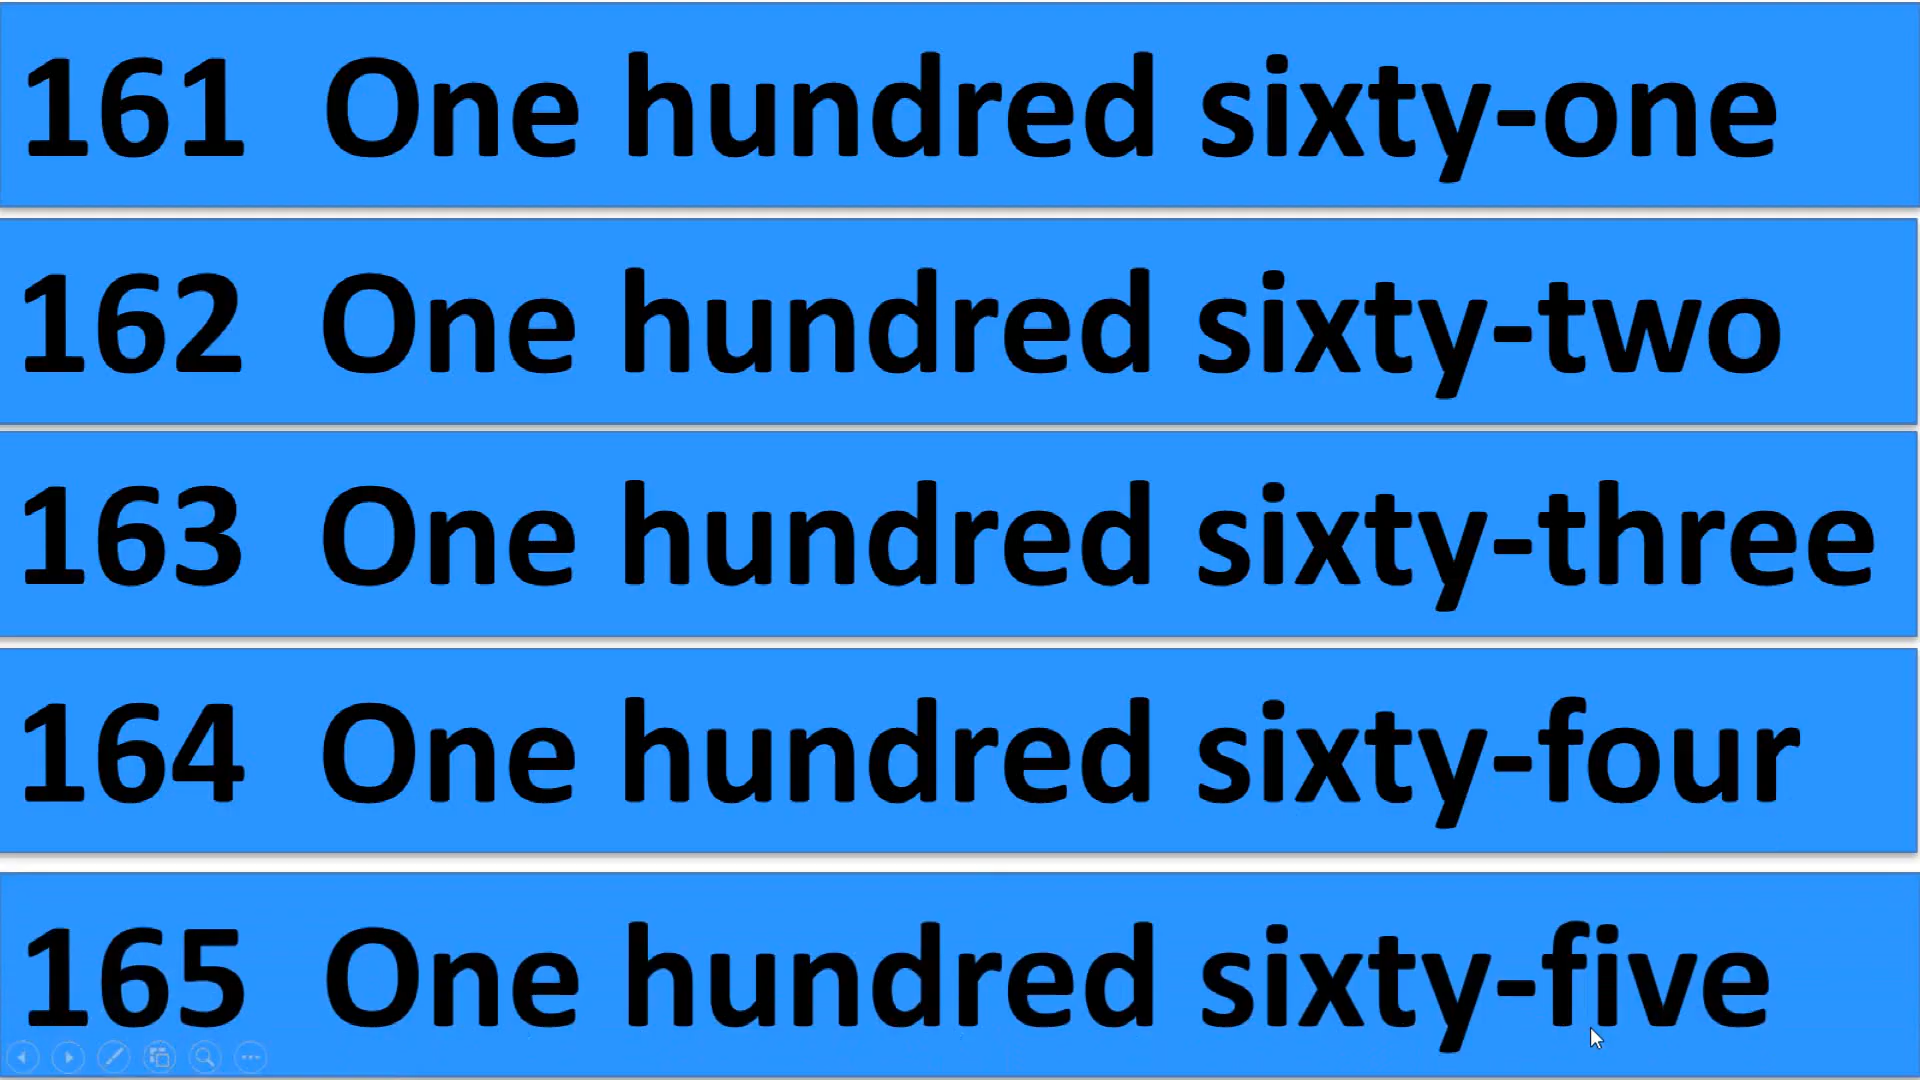 161 One hundred sixty-one
162 One hundred sixty-two
163 One hundred sixty-three
164 One hundred sixty-four
165 One hundred sixty-five